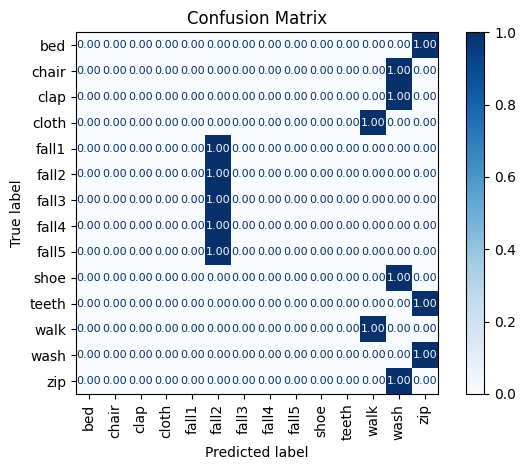 Confusion Matrix
True label
bed 0.00 0.00 0.00 0.00 0.00 0.00 0.00 0.00 0.00 0.00 0.00 0.00 0.00 1.00
chair 0.00 0.00 0.00 0.00 0.00 0.00 0.00 0.00 0.00 0.00 0.00 0.00 1.00 0.00
clap 0.00 0.00 0.00 0.00 0.00 0.00 0.00 0.00 0.00 0.00 0.00 0.00 1.00 0.00
cloth 0.00 0.00 0.00 0.00 0.00 0.00 0.00 0.00 0.00 0.00 0.00 1.00 0.00 0.00
fall1 0.00 0.00 0.00 0.00 0.00 1.00 0.00 0.00 0.00 0.00 0.00 0.00 0.00 0.00
fall2 0.00 0.00 0.00 0.00 0.00 1.00 0.00 0.00 0.00 0.00 0.00 0.00 0.00 0.00
fall3 0.00 0.00 0.00 0.00 0.00 1.00 0.00 0.00 0.00 0.00 0.00 0.00 0.00 0.00
fall4 0.00 0.00 0.00 0.00 0.00 1.00 0.00 0.00 0.00 0.00 0.00 0.00 0.00 0.00
fall5 0.00 0.00 0.00 0.00 0.00 1.00 0.00 0.00 0.00 0.00 0.00 0.00 0.00 0.00
shoe 0.00 0.00 0.00 0.00 0.00 0.00 0.00 0.00 0.00 0.00 0.00 0.00 1.00 0.00
teeth 0.00 0.00 0.00 0.00 0.00 0.00 0.00 0.00 0.00 0.00 0.00 0.00 0.00 1.00
walk 0.00 0.00 0.00 0.00 0.00 0.00 0.00 0.00 0.00 0.00 0.00 1.00 0.00 0.00
wash 0.00 0.00 0.00 0.00 0.00 0.00 0.00 0.00 0.00 0.00 0.00 0.00 0.00 1.00
zip 0.00 0.00 0.00 0.00 0.00 0.00 0.00 0.00 0.00 0.00 0.00 0.00 1.00 0.00
bed chair clap cloth fall1 fall2 fall3 fall4 fall5 shoe teeth walk wash zip
Predicted label
1.0
0.8
0.6
0.4
0.2
0.0